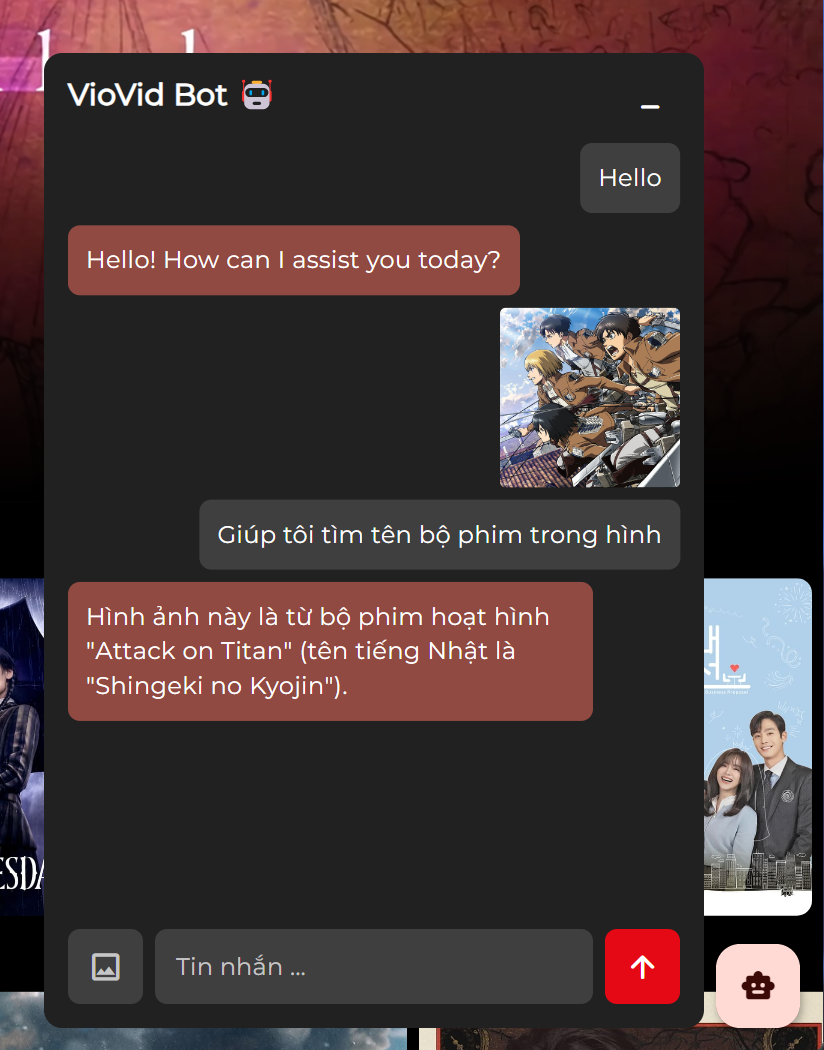 VioVid Bot
Hello
Hello! How can I assist you today?
Giúp tôi tìm tên bộ phim trong hình
Hình ảnh này là từ bộ phim hoạt hình
"Attack on Titan" (tên tiếng Nhật là
"Shingeki no Kyojin").
ESDA
Tin nhắn ...